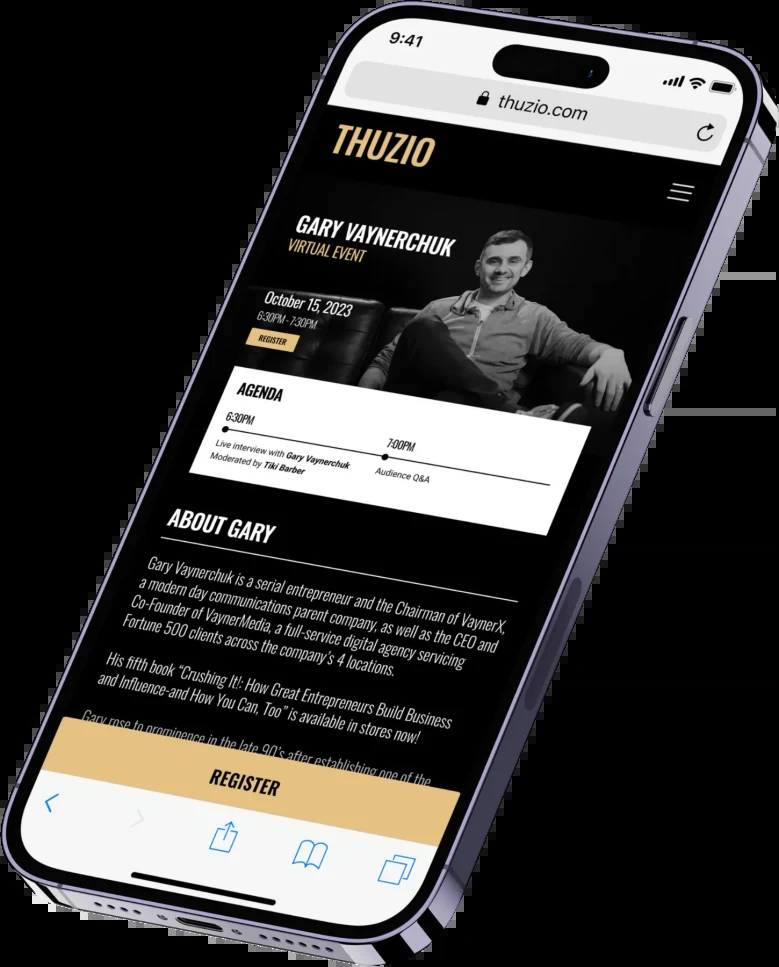 9:41
thuzio.com
THUZIO
GARY VAYNERCHUK
VIRTUAL EVENT
October 15, 2023
6:30PM - 7:30PM
REGISTER
AGENDA
6:30PM
Live interview with Gary Vaynerchuk
Moderated by Tiki Barber
7:00PM
Audience Q&A
ABOUT GARY
Gary Vaynerchuk is a serial entrepreneur and the Chairman of VaynerX,
a modern day communications parent company, as well as the CEO and
Co-Founder of VaynerMedia, a full-service digital agency servicing
Fortune 500 clients across the company's 4 locations.
His fifth book “Crushing It!: How Great Entrepreneurs Build Business
and Influence-and How You Can, Too” is available in stores now!
Gary rose to prominence in the late 90's after establishing one of the
REGISTER